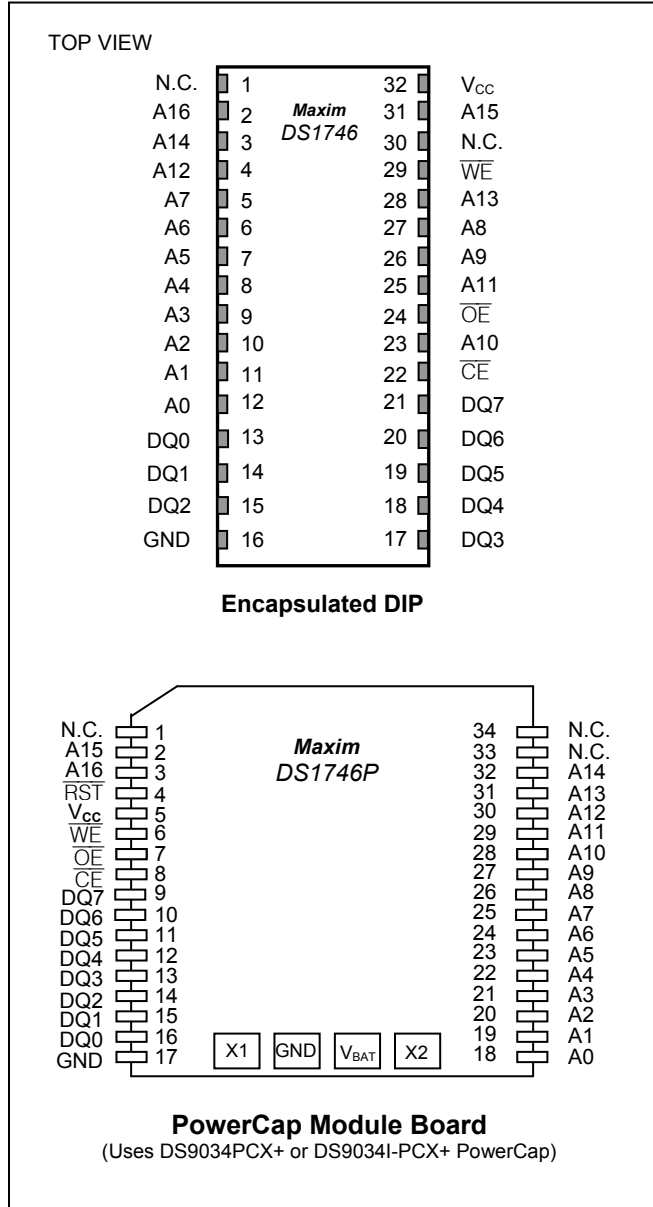 TOP VIEW
N.C. 1 32 VCC
A16 2 Maxim 31 A15
A14 3 DS1746 30 N.C.
A12 4 29 W̅E̅
A7 5 28 A13
A6 6 27 A8
A5 7 26 A9
A4 8 25 A11
A3 9 24 O̅E̅
A2 10 23 A10
A1 11 22 C̅E̅
A0 12 21 DQ7
DQ0 13 20 DQ6
DQ1 14 19 DQ5
DQ2 15 18 DQ4
GND 16 17 DQ3
Encapsulated DIP
N.C. 1 34 N.C.
A15 2 Maxim 33 N.C.
A16 3 DS1746P 32 A14
R̅S̅T̅ 4 31 A13
Vcc 5 30 A12
W̅E̅ 6 29 A11
O̅E̅ 7 28 A10
C̅E̅ 8 27 A9
DQ7 9 26 A8
DQ6 10 25 A7
DQ5 11 24 A6
DQ4 12 23 A5
DQ3 13 22 A4
DQ2 14 21 A3
DQ1 15 20 A2
DQ0 16 19 A1
GND 17 X1 GND VBAT X2 18 A0
PowerCap Module Board
(Uses DS9034PCX+ or DS9034I-PCX+ PowerCap)